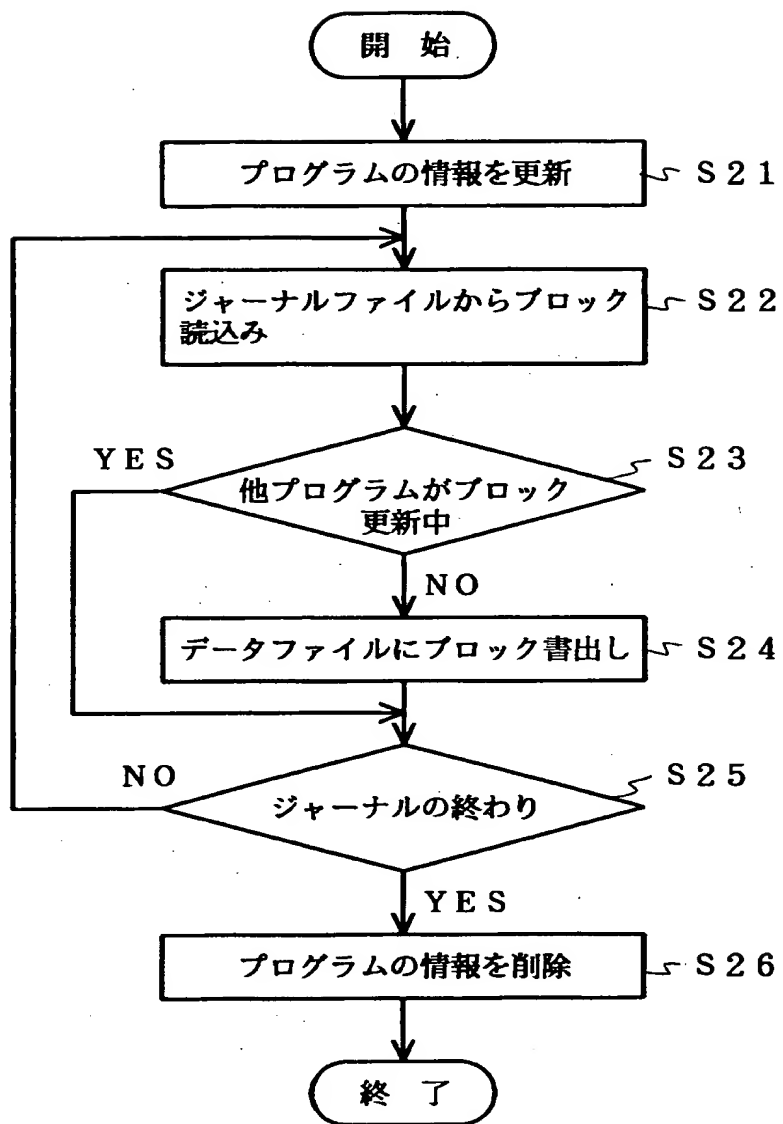 開 始
プログラムの情報を更新
S21
ジャーナルファイルからブロック
読込み
S22
YES
S23
他プログラムがブロック
更新中
NO
データファイルにブロック書出し
S24
NO
S25
ジャーナルの終わり
YES
プログラムの情報を削除
S26
終 了